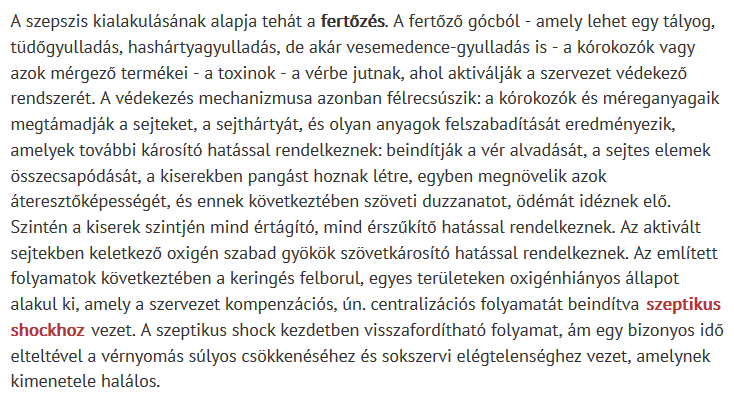 A szepszis kialakulásának alapja tehát a fertőzés. A fertőző gócból - amely lehet egy tályog,
tüdőgyulladás, hashártyagyulladás, de akár vesemedence-gyulladás is - a kórokozók vagy
azok mérgező termékei - a toxinok - a vérbe jutnak, ahol aktiválják a szervezet védekező
rendszerét. A védekezés mechanizmusa azonban félrecsúszik: a kórokozók és méreganyagaik
megtámadják a sejteket, a sejthártyát, és olyan anyagok felszabadítását eredményezik,
amelyek további károsító hatással rendelkeznek: beindítják a vér alvadását, a sejtes elemek
összecsapódását, a kiserekben pangást hoznak létre, egyben megnövelik azok
áteresztőképességét, és ennek következtében szöveti duzzanatot, ödémát idéznek elő.
Szintén a kiserek szintjén mind értágító, mind érszűkítő hatással rendelkeznek. Az aktivált
sejtekben keletkező oxigén szabad gyökök szövetkárosító hatással rendelkeznek. Az említett
folyamatok következtében a keringés felborul, egyes területeken oxigénhiányos állapot
alakul ki, amely a szervezet kompenzációs, ún. centralizációs folyamatát beindítva szeptikus
shockhoz vezet. A szeptikus shock kezdetben visszafordítható folyamat, ám egy bizonyos idő
elteltével a vérnyomás súlyos csökkenéséhez és sokszervi elégtelenséghez vezet, amelynek
kimenetele halálos.